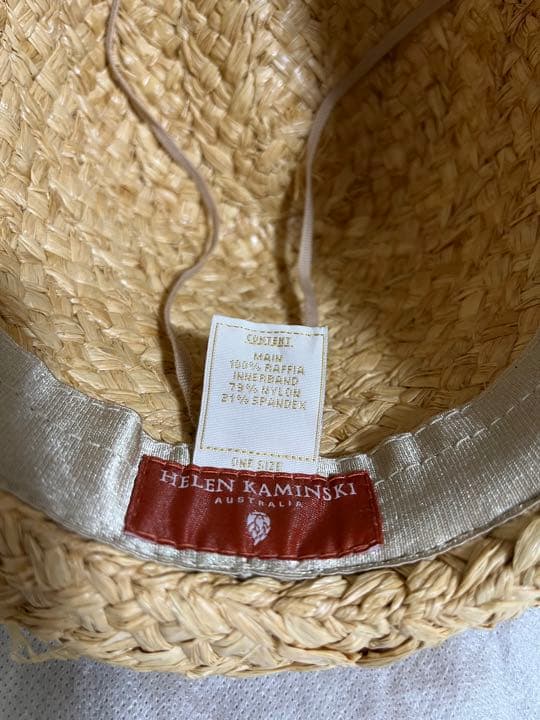 CONTENT
MAIN
100% RAFFIA
INNERBAND
79% NYLON
21% SPANDEX
ONE SIZE
HELEN KAMINSKI
AUSTRALIA